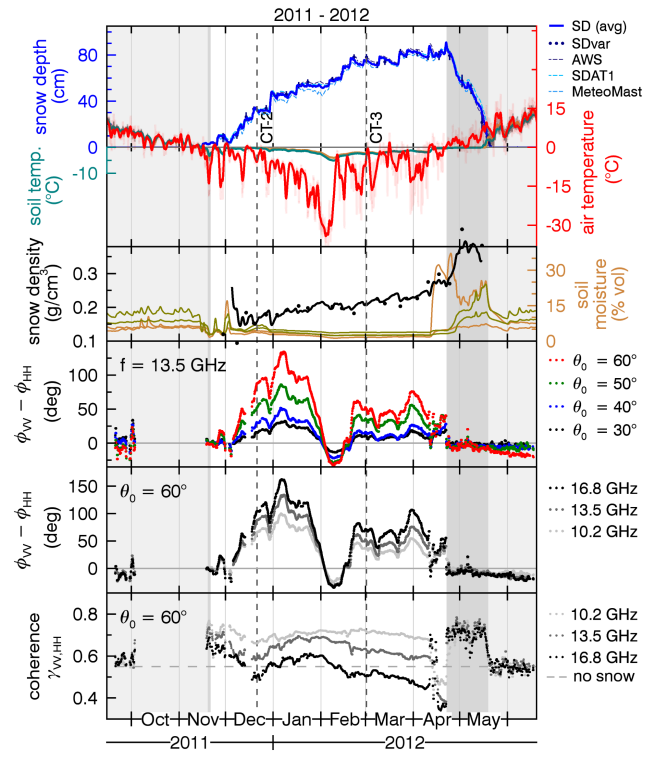 2011 - 2012
SD (avg)
SDvar
AWS
SDAT1
MeteoMast
snow depth
(cm)
80
40
0
soil temp.
(°C)
-10
CT-2
CT-3
15
0
-15
-30
air temperature
(°C)
snow density
(g/cm³)
0.3
0.2
0.1
30
15
0
soil
moisture
(% vol)
f = 13.5 GHz
ϕVV − ϕHH
(deg)
100
50
0
θ0 = 60°
θ0 = 50°
θ0 = 40°
θ0 = 30°
θ0 = 60°
ϕVV − ϕHH
(deg)
150
100
50
0
16.8 GHz
13.5 GHz
10.2 GHz
θ0 = 60°
coherence
γVV,HH
0.8
0.6
0.4
10.2 GHz
13.5 GHz
16.8 GHz
no snow
Oct Nov Dec Jan Feb Mar Apr May
2011 2012